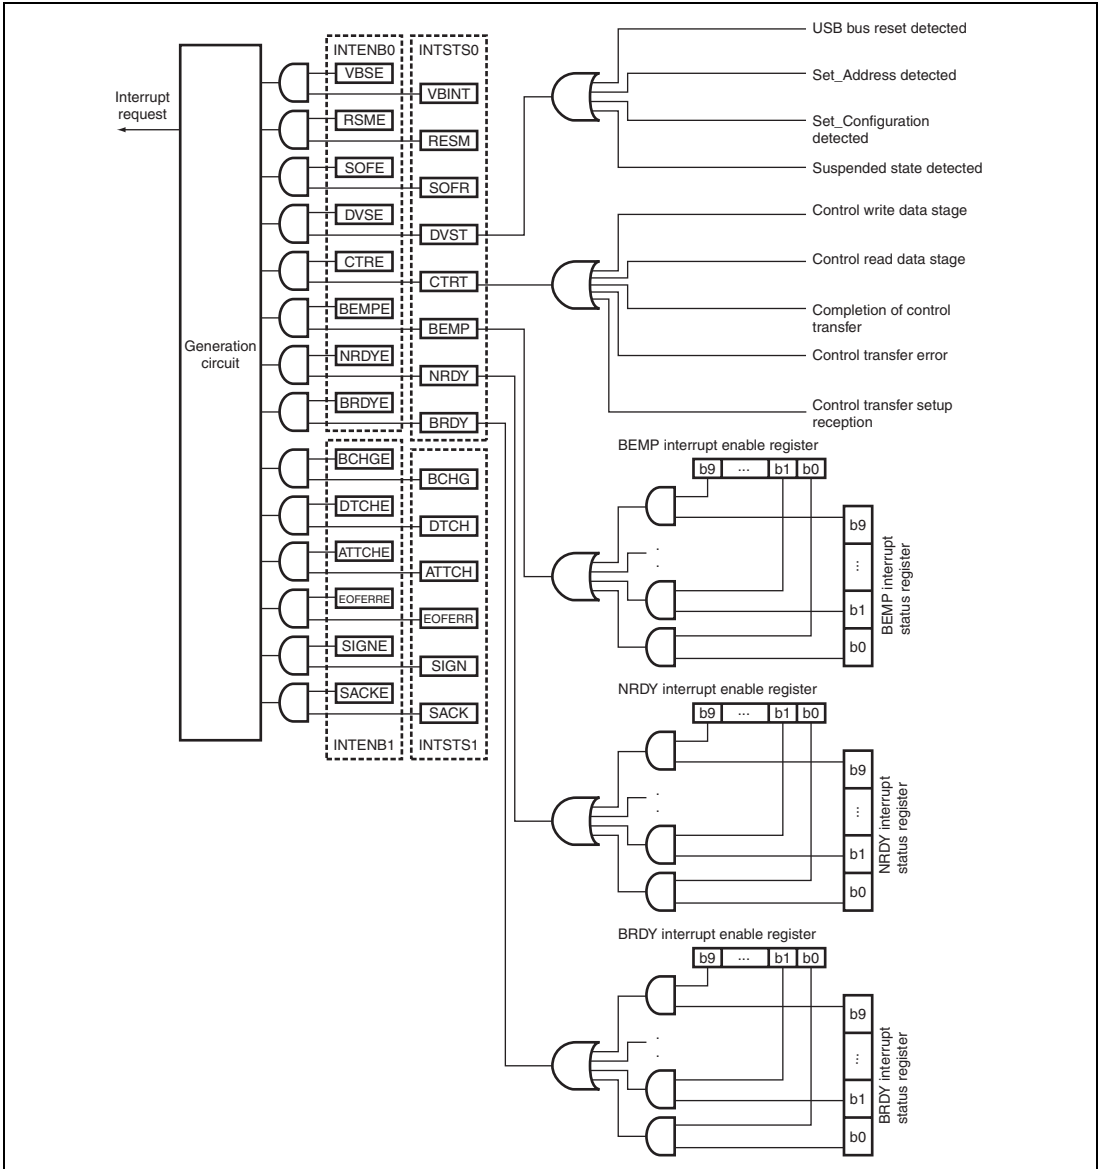 Interrupt
request
Generation
circuit
INTENB0
VBSE
RSME
SOFE
DVSE
CTRE
BEMPE
NRDYE
BRDYE
BCHGE
DTCHE
ATTCHE
EOFERRE
SIGNE
SACKE
INTENB1
INTSTS0
VBINT
RESM
SOFR
DVST
CTRT
BEMP
NRDY
BRDY
BCHG
DTCH
ATTCH
EOFERR
SIGN
SACK
INTSTS1
USB bus reset detected
Set_Address detected
Set_Configuration
detected
Suspended state detected
Control write data stage
Control read data stage
Completion of control
transfer
Control transfer error
Control transfer setup
reception
BEMP interrupt enable register
b9 ... b1 b0
b9
...
b1
b0
BEMP interrupt
status register
NRDY interrupt enable register
b9 ... b1 b0
b9
...
b1
b0
NRDY interrupt
status register
BRDY interrupt enable register
b9 ... b1 b0
b9
...
b1
b0
BRDY interrupt
status register